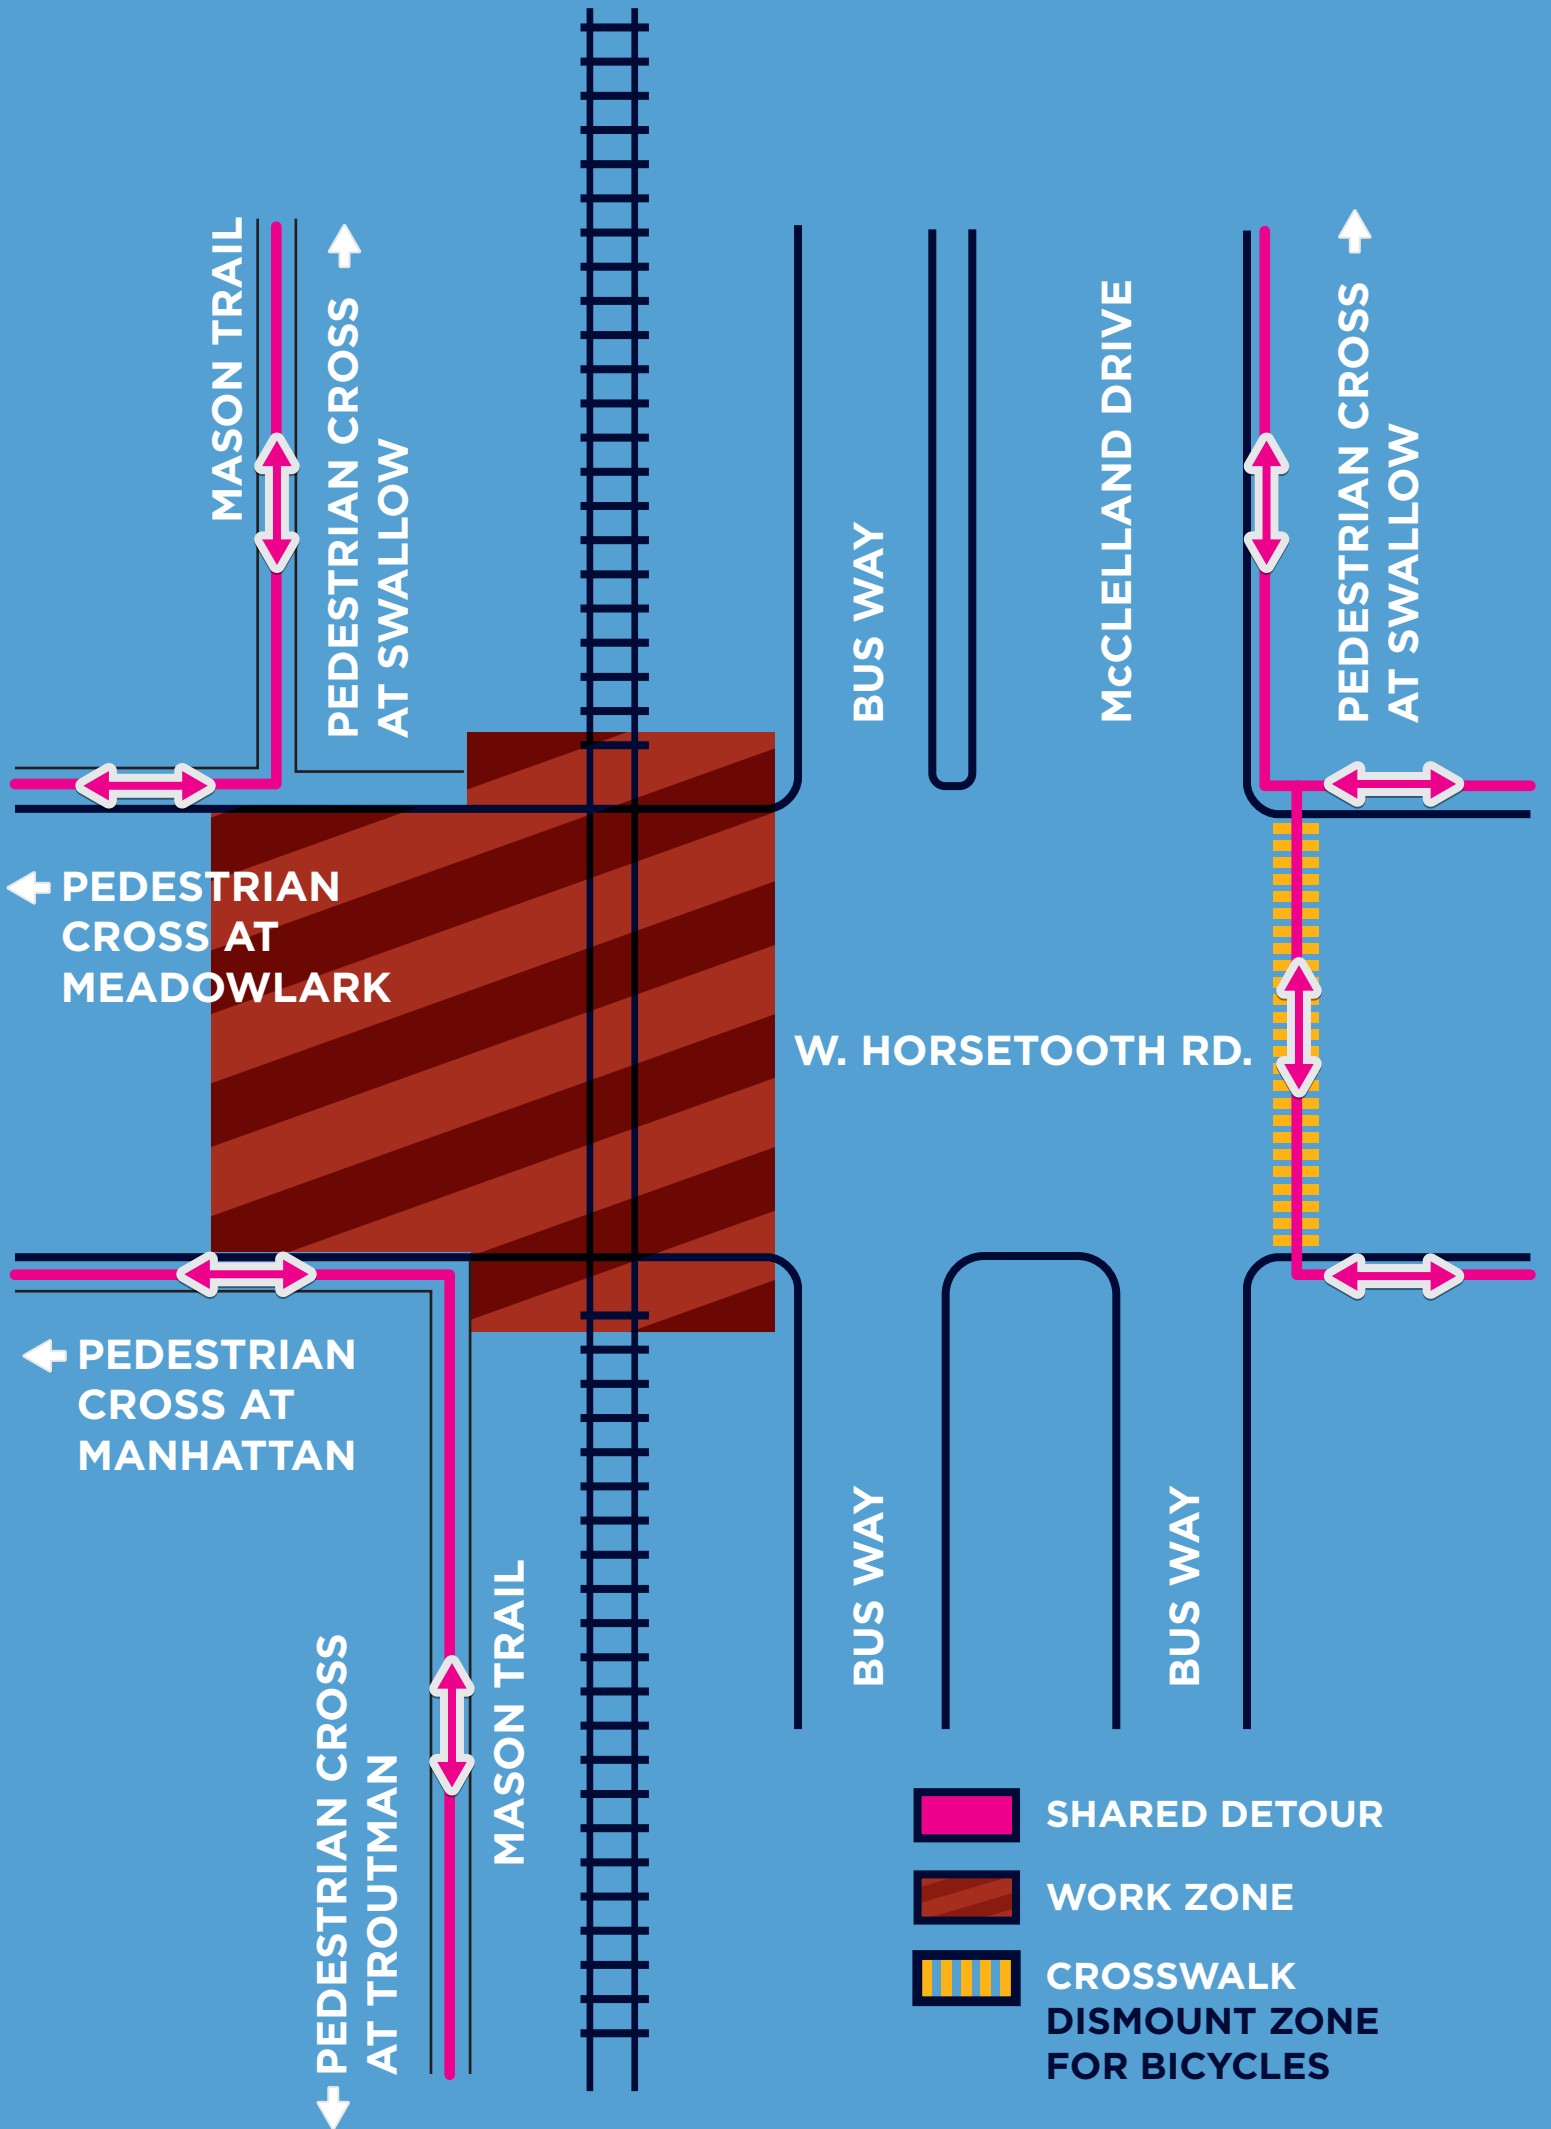 MASON TRAIL
PEDESTRIAN CROSS
AT SWALLOW
BUS WAY
McCLELLAND DRIVE
PEDESTRIAN CROSS
AT SWALLOW
PEDESTRIAN
CROSS AT
MEADOWLARK
W. HORSETOOTH RD.
PEDESTRIAN
CROSS AT
MANHATTAN
PEDESTRIAN CROSS
AT TROUTMAN
MASON TRAIL
BUS WAY
BUS WAY
SHARED DETOUR
WORK ZONE
CROSSWALK
DISMOUNT ZONE
FOR BICYCLES